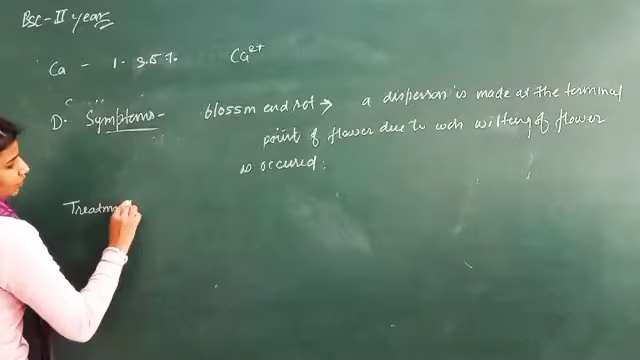 BSC-II year
Ca - 1. 3.5%. Ca2+
D. Symptoms - blossm end rot → a disperson is made at the terminal
point of flower due to wch wilting of flower
is occured.
Treatm